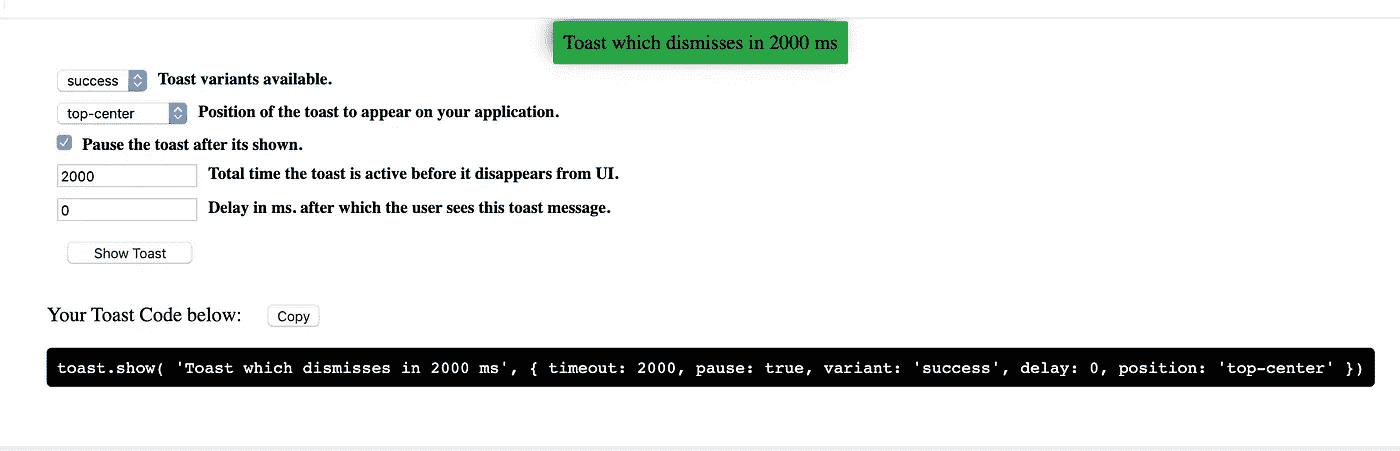 Toast which dismisses in 2000 ms
success Toast variants available.
top-center Position of the toast to appear on your application.
Pause the toast after its shown.
2000 Total time the toast is active before it disappears from UI.
0 Delay in ms. after which the user sees this toast message.
Show Toast
Your Toast Code below: Copy
toast.show( 'Toast which dismisses in 2000 ms', { timeout: 2000, pause: true, variant: 'success', delay: 0, position: 'top-center' })